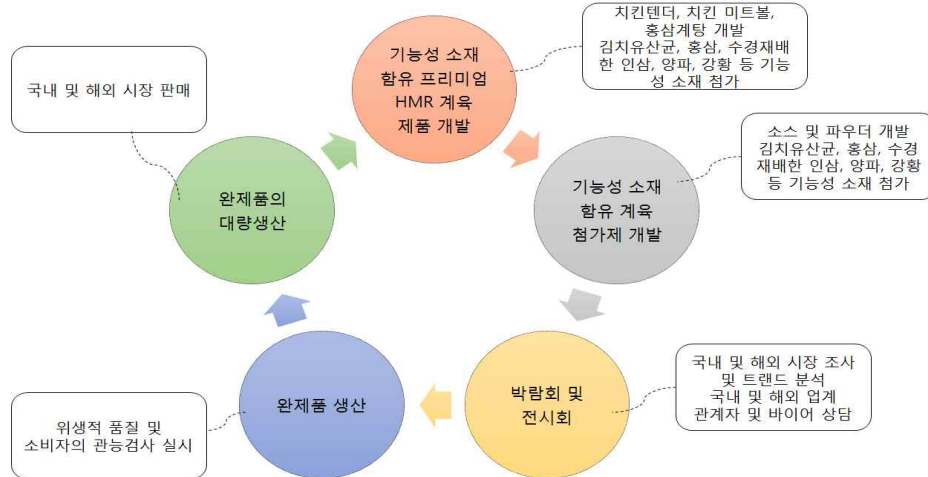 치킨텐더, 치킨 미트볼,
홍삼계탕 개발
김치유산균, 홍삼, 수경재배
한 인삼, 양파, 강황 등 기능
성 소재 첨가
기능성 소재
함유 프리미엄
HMR 계육
제품 개발
국내 및 해외 시장 판매
소스 및 파우더 개발
김치유산균, 홍삼, 수경
재배한 인삼, 양파, 강황
등 기능성 소재 첨가
기능성 소재
함유 계육
첨가제 개발
완제품의
대량생산
국내 및 해외 시장 조사
및 트랜드 분석
국내 및 해외 업계
관계자 및 바이어 상담
박람회 및
전시회
완제품 생산
위생적 품질 및
소비자의 관능검사 실시